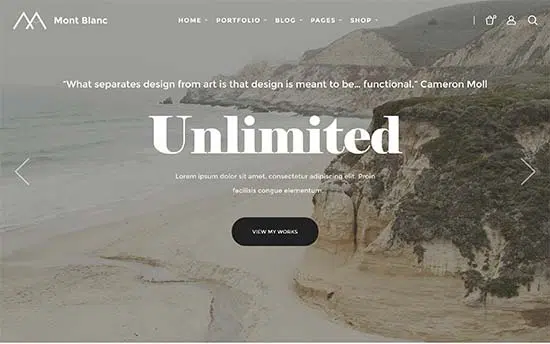 Mont Blanc
HOME PORTFOLIO BLOG PAGES SHOP
“What separates design from art is that design is meant to be… functional.” Cameron Moll
Unlimited
Lorem ipsum dolor sit amet, consectetur adipiscing elit. Proin
facilisis congue elementum
VIEW MY WORKS